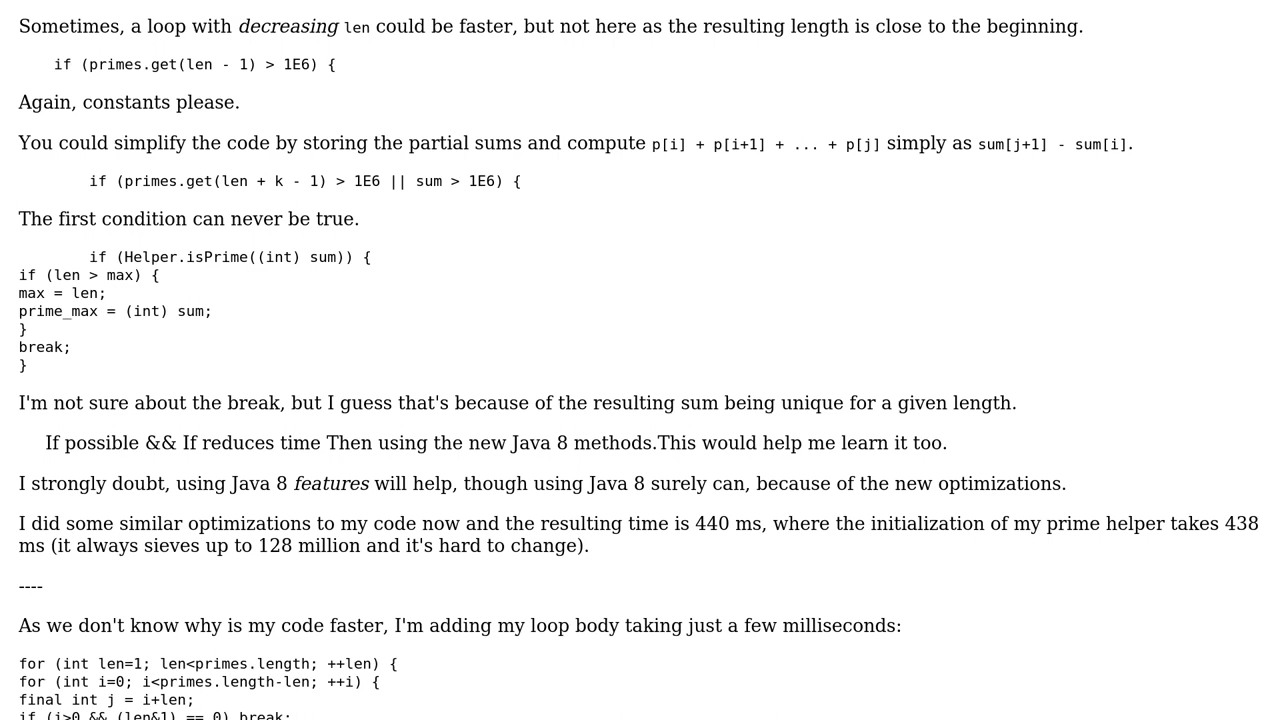 Sometimes, a loop with decreasing len could be faster, but not here as the resulting length is close to the beginning.
if (primes.get(len - 1) > 1E6) {
Again, constants please.
You could simplify the code by storing the partial sums and compute p[i] + p[i+1] + ... + p[j] simply as sum[j+1] - sum[i].
if (primes.get(len + k - 1) > 1E6 || sum > 1E6) {
The first condition can never be true.
if (Helper.isPrime((int) sum)) {
if (len > max) {
max = len;
prime_max = (int) sum;
}
break;
}
I'm not sure about the break, but I guess that's because of the resulting sum being unique for a given length.
If possible && If reduces time Then using the new Java 8 methods.This would help me learn it too.
I strongly doubt, using Java 8 features will help, though using Java 8 surely can, because of the new optimizations.
I did some similar optimizations to my code now and the resulting time is 440 ms, where the initialization of my prime helper takes 438
ms (it always sieves up to 128 million and it's hard to change).
----
As we don't know why is my code faster, I'm adding my loop body taking just a few milliseconds:
for (int len=1; len<primes.length; ++len) {
for (int i=0; i<primes.length-len; ++i) {
final int j = i+len;
if (i>0 && (len&1) == 0) break;